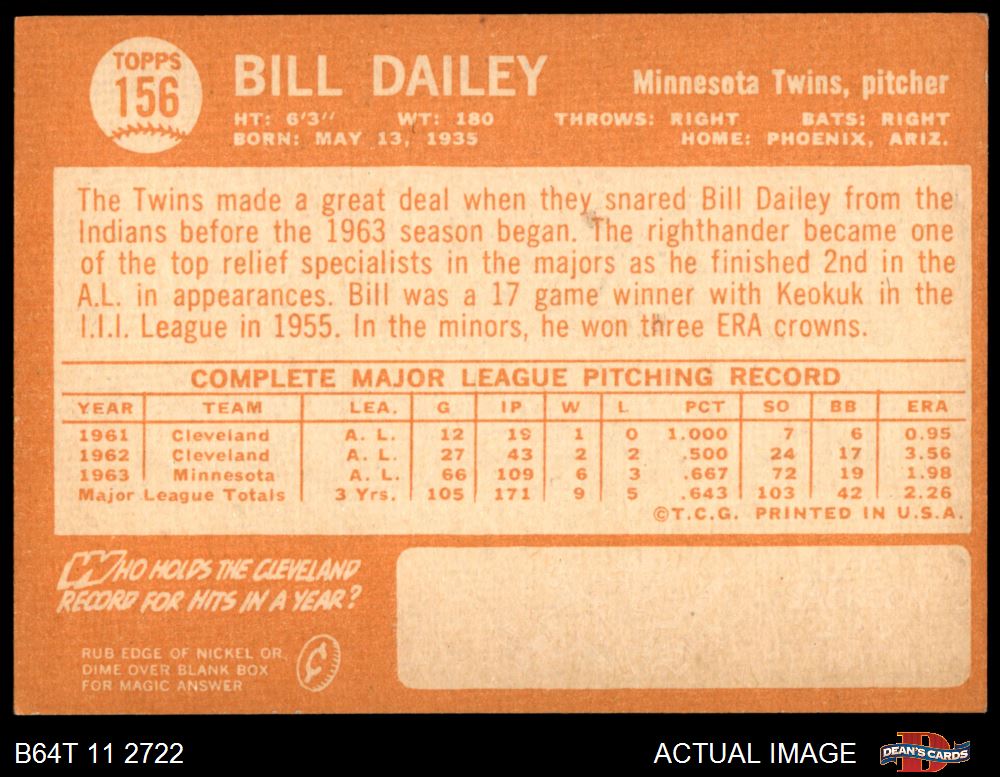 TOPPS
156
BILL DAILEY
Minnesota Twins, pitcher
HT: 6'3" WT: 180 THROWS: RIGHT BATS: RIGHT
BORN: MAY 13, 1935 HOME: PHOENIX, ARIZ.
The Twins made a great deal when they snared Bill Dailey from the
Indians before the 1963 season began. The righthander became one
of the top relief specialists in the majors as he finished 2nd in the
A.L. in appearances. Bill was a 17 game winner with Keokuk in the
I.I.I. League in 1955. In the minors, he won three ERA crowns.
COMPLETE MAJOR LEAGUE PITCHING RECORD
YEAR TEAM LEA. G IP W L PCT SO BB ERA
1961 Cleveland A. L. 12 19 1 0 1.000 7 6 0.95
1962 Cleveland A. L. 27 43 2 2 .500 24 17 3.56
1963 Minnesota A. L. 66 109 6 3 .667 72 19 1.98
Major League Totals 3 Yrs. 105 171 9 5 .643 103 42 2.26
©T.C.G. PRINTED IN U.S.A.
WHO HOLDS THE CLEVELAND
RECORD FOR HITS IN A YEAR?
RUB EDGE OF NICKEL OR
DIME OVER BLANK BOX
FOR MAGIC ANSWER
B64T 11 2722
ACTUAL IMAGE
DEAN'S CARDS